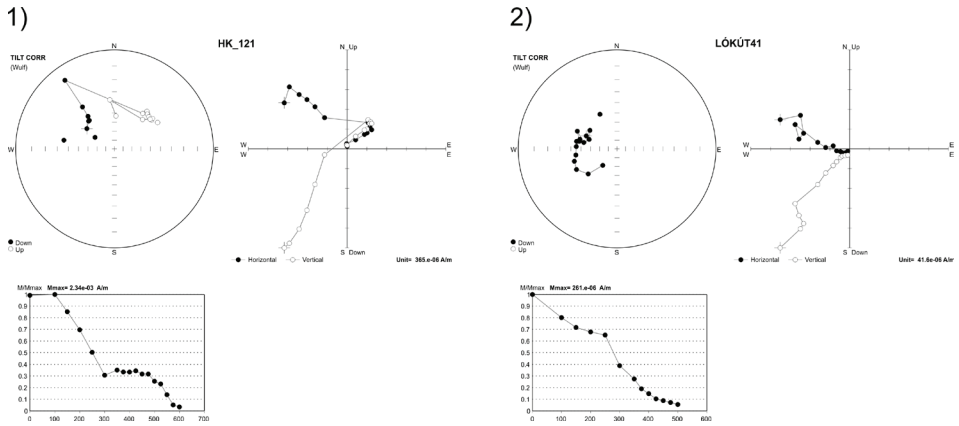 1)
HK_121
TILT CORR
(Wulf)
N
W
E
S
Down
Up
N Up
W
W
E
E
S
Down
Horizontal
Vertical
Unit= 365.e-06 A/m
M/Mmax Mmax= 2.34e-03 A/m
1
0.9
0.8
0.7
0.6
0.5
0.4
0.3
0.2
0.1
0
0 100 200 300 400 500 600 700
2)
LÓKÚT41
TILT CORR
(Wulf)
N
W
E
S
Down
Up
N Up
W
W
E
E
S
Down
Horizontal
Vertical
Unit= 41.6e-06 A/m
M/Mmax Mmax= 261.e-06 A/m
1
0.9
0.8
0.7
0.6
0.5
0.4
0.3
0.2
0.1
0
0 100 200 300 400 500 600